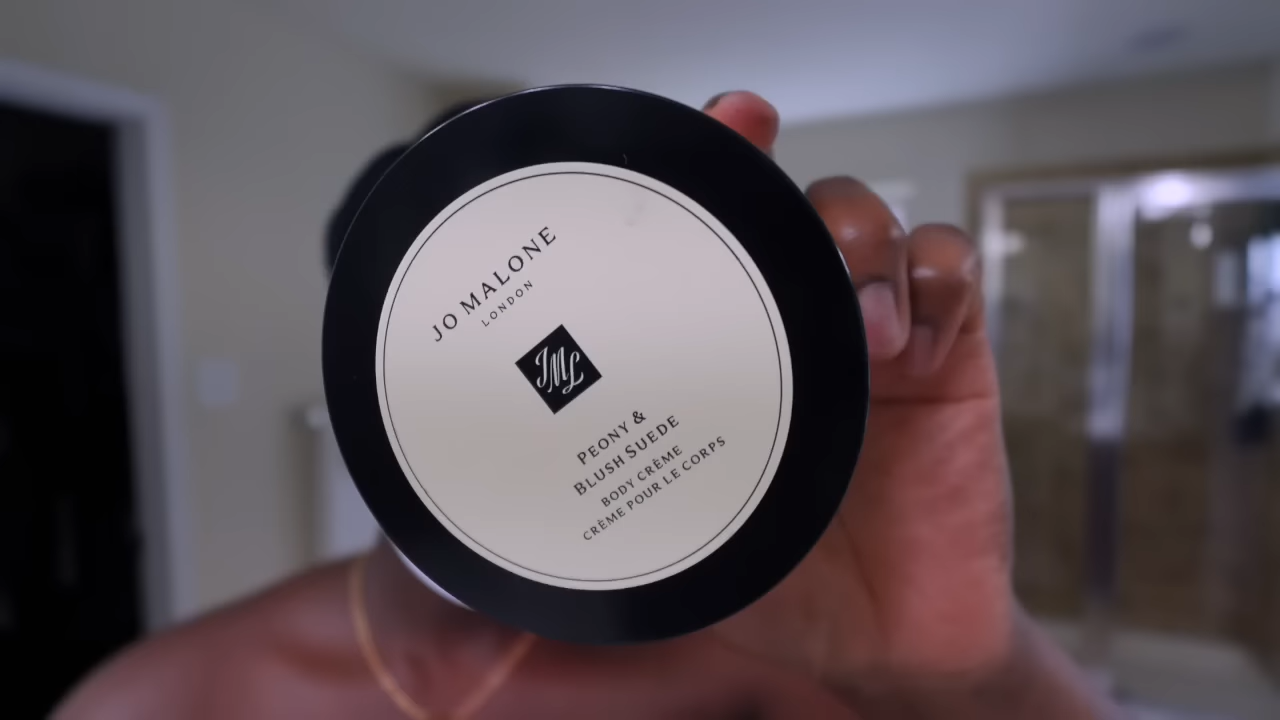 JO MALONE
LONDON
JML
PEONY &
BLUSH SUEDE
BODY CRÈME
CRÈME POUR LE CORPS